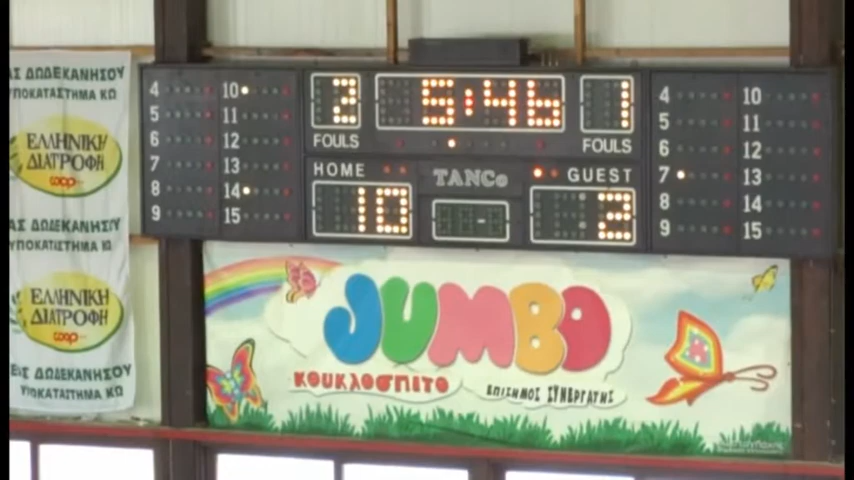 ΑΣ ΔΩΔΕΚΑΝΗΣΟΥ
ΥΠΟΚΑΤΑΣΤΗΜΑ ΚΩ
ΕΛΛΗΝΙΚΗ
ΔΙΑΤΡΟΦΗ
coop
ΑΣ ΔΩΔΕΚΑΝΗΣΟΥ
ΥΠΟΚΑΤΑΣΤΗΜΑ ΚΩ
ΕΛΛΗΝΙΚΗ
ΔΙΑΤΡΟΦΗ
coop
ΕΙΣ ΔΩΔΕΚΑΝΗΣΟΥ
ΥΠΟΚΑΤΑΣΤΗΜΑ ΚΩ
4 10
5 11
6 12
7 13
8 14
9 15
2 5:46 1
FOULS FOULS
HOME TANCo GUEST
10 2
4 10
5 11
6 12
7 13
8 14
9 15
JUMBO
ΚΟΥΚΛΟΣΠΙΤΟ
ΕΠΙΣΗΜΟΣ ΣΥΝΕΡΓΑΤΗΣ